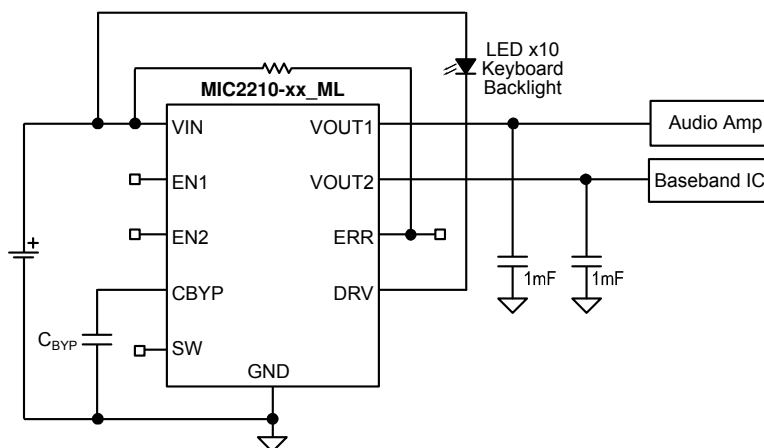 LED x10
Keyboard
Backlight
MIC2210-xx_ML
VIN
VOUT1
Audio Amp
EN1
VOUT2
Baseband IC
EN2
ERR
+
CBYP
DRV
1mF
1mF
CBYP
SW
GND